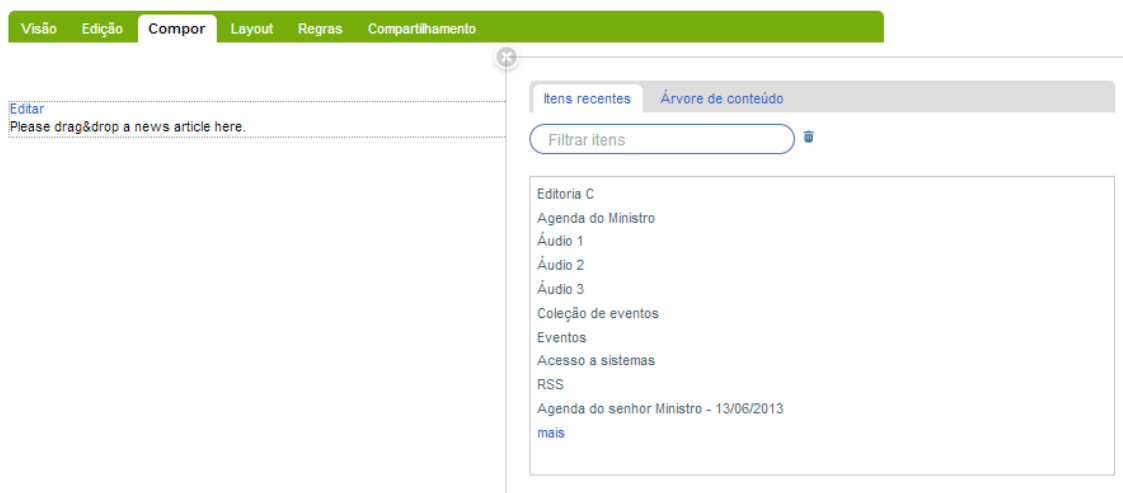 Visão Edição Compor Layout Regras Compartilhamento
Editar
Please drag&drop a news article here.
Itens recentes Árvore de conteúdo
Filtrar itens
Editoria C
Agenda do Ministro
Áudio 1
Áudio 2
Áudio 3
Coleção de eventos
Eventos
Acesso a sistemas
RSS
Agenda do senhor Ministro - 13/06/2013
mais